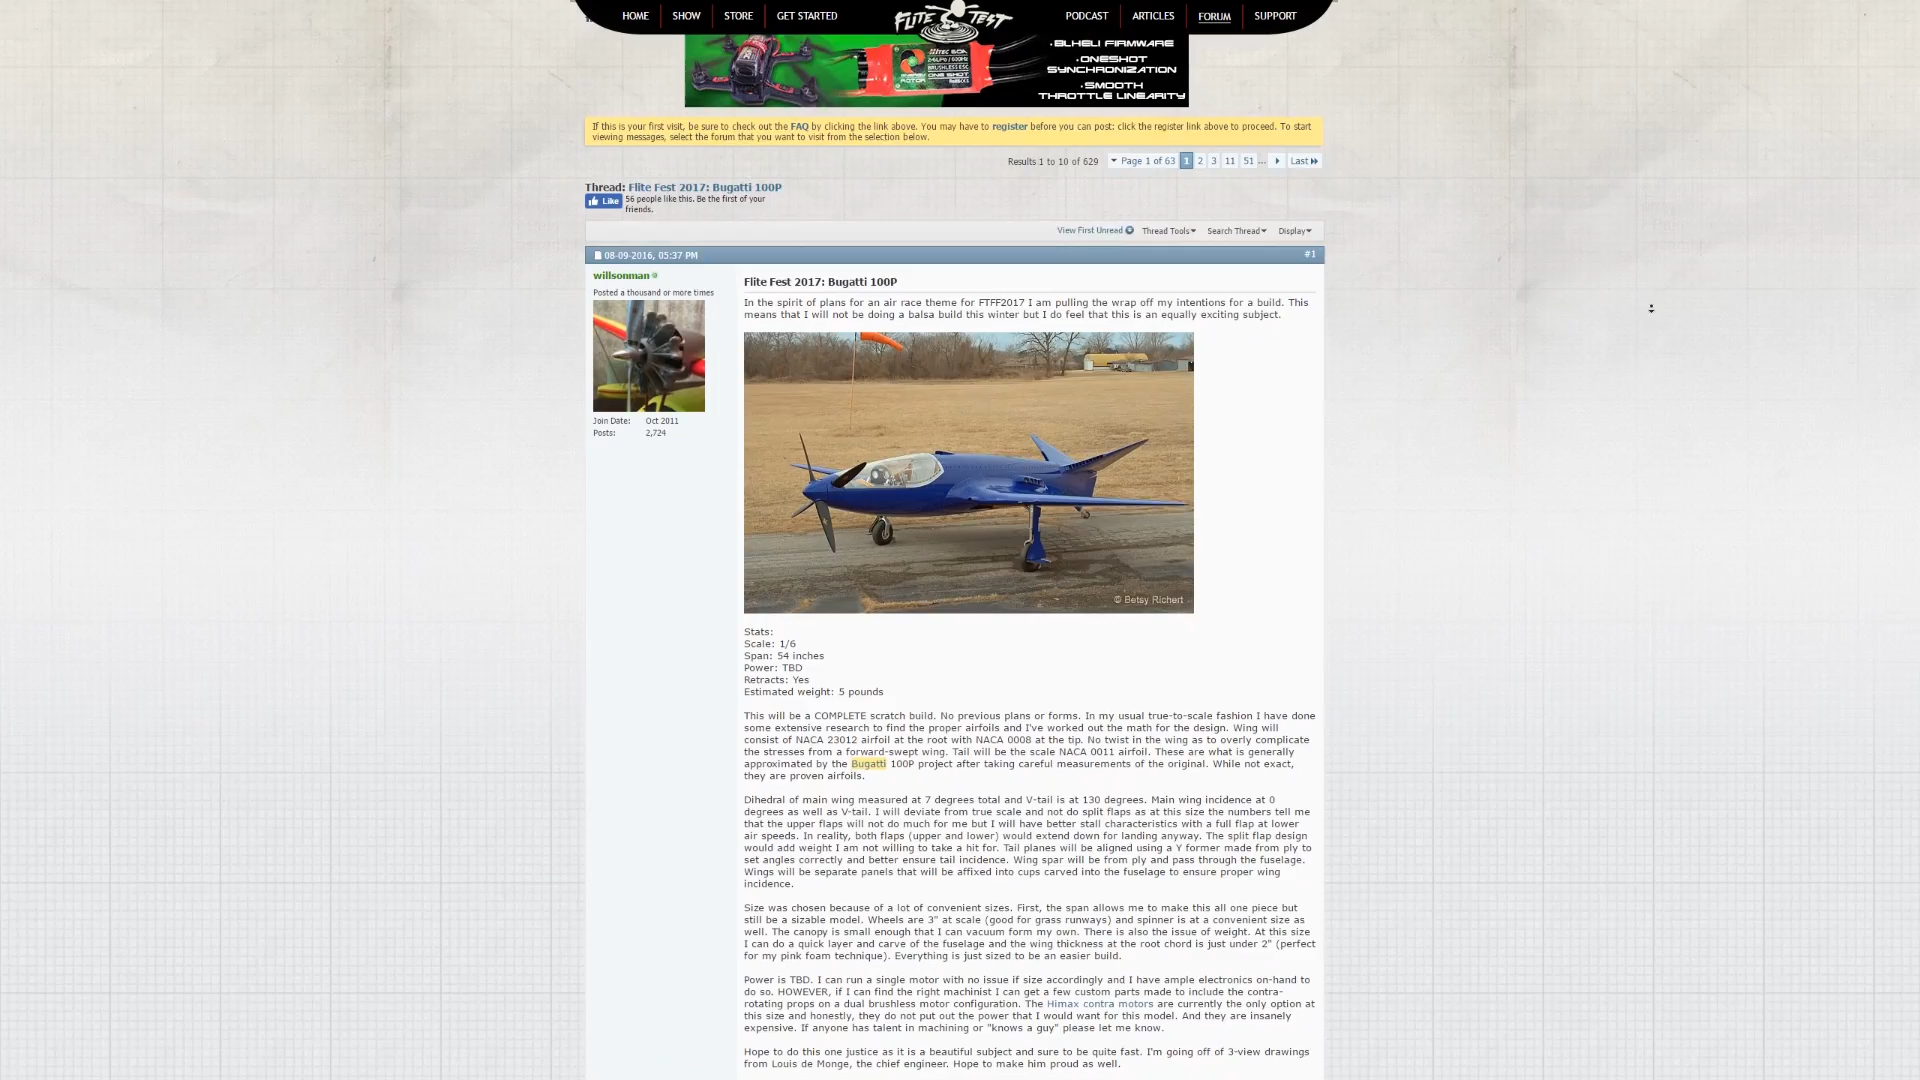 HOME SHOW STORE GET STARTED FLITE TEST PODCAST ARTICLES FORUM SUPPORT
·BLHELI FIRMWARE
·ONESHOT
SYNCHRONIZATION
·SMOOTH
THROTTLE LINEARITY
If this is your first visit, be sure to check out the FAQ by clicking the link above. You may have to register before you can post: click the register link above to proceed. To start
viewing messages, select the forum that you want to visit from the selection below.
Results 1 to 10 of 629 Page 1 of 63 1 2 3 11 51 ... Last
Thread: Flite Fest 2017: Bugatti 100P
Like 56 people like this. Be the first of your
friends.
View First Unread Thread Tools Search Thread Display
08-09-2016, 05:37 PM #1
willsonman
Posted a thousand or more times
Join Date: Oct 2011
Posts: 2,724
Flite Fest 2017: Bugatti 100P
In the spirit of plans for an air race theme for FTFF2017 I am pulling the wrap off my intentions for a build. This
means that I will not be doing a balsa build this winter but I do feel that this is an equally exciting subject.
© Betsy Richert
Stats:
Scale: 1/6
Span: 54 inches
Power: TBD
Retracts: Yes
Estimated weight: 5 pounds
This will be a COMPLETE scratch build. No previous plans or forms. In my usual true-to-scale fashion I have done
some extensive research to find the proper airfoils and I've worked out the math for the design. Wing will
consist of NACA 23012 airfoil at the root with NACA 0008 at the tip. No twist in the wing as to overly complicate
the stresses from a forward-swept wing. Tail will be the scale NACA 0011 airfoil. These are what is generally
approximated by the Bugatti 100P project after taking careful measurements of the original. While not exact,
they are proven airfoils.
Dihedral of main wing measured at 7 degrees total and V-tail is at 130 degrees. Main wing incidence at 0
degrees as well as V-tail. I will deviate from true scale and not do split flaps as at this size the numbers tell me
that the upper flaps will not do much for me but I will have better stall characteristics with a full flap at lower
air speeds. In reality, both flaps (upper and lower) would extend down for landing anyway. The split flap design
would add weight I am not willing to take a hit for. Tail planes will be aligned using a Y former made from ply to
set angles correctly and better ensure tail incidence. Wing spar will be from ply and pass through the fuselage.
Wings will be separate panels that will be affixed into cups carved into the fuselage to ensure proper wing
incidence.
Size was chosen because of a lot of convenient sizes. First, the span allows me to make this all one piece but
still be a sizable model. Wheels are 3" at scale (good for grass runways) and spinner is at a convenient size as
well. The canopy is small enough that I can vacuum form my own. There is also the issue of weight. At this size
I can do a quick layer and carve of the fuselage and the wing thickness at the root chord is just under 2" (perfect
for my pink foam technique). Everything is just sized to be an easier build.
Power is TBD. I can run a single motor with no issue if size accordingly and I have ample electronics on-hand to
do so. HOWEVER, if I can find the right machinist I can get a few custom parts made to include the contra-
rotating props on a dual brushless motor configuration. The Himax contra motors are currently the only option at
this size and honestly, they do not put out the power that I would want for this model. And they are insanely
expensive. If anyone has talent in machining or "knows a guy" please let me know.
Hope to do this one justice as it is a beautiful subject and sure to be quite fast. I'm going off of 3-view drawings
from Louis de Monge, the chief engineer. Hope to make him proud as well.